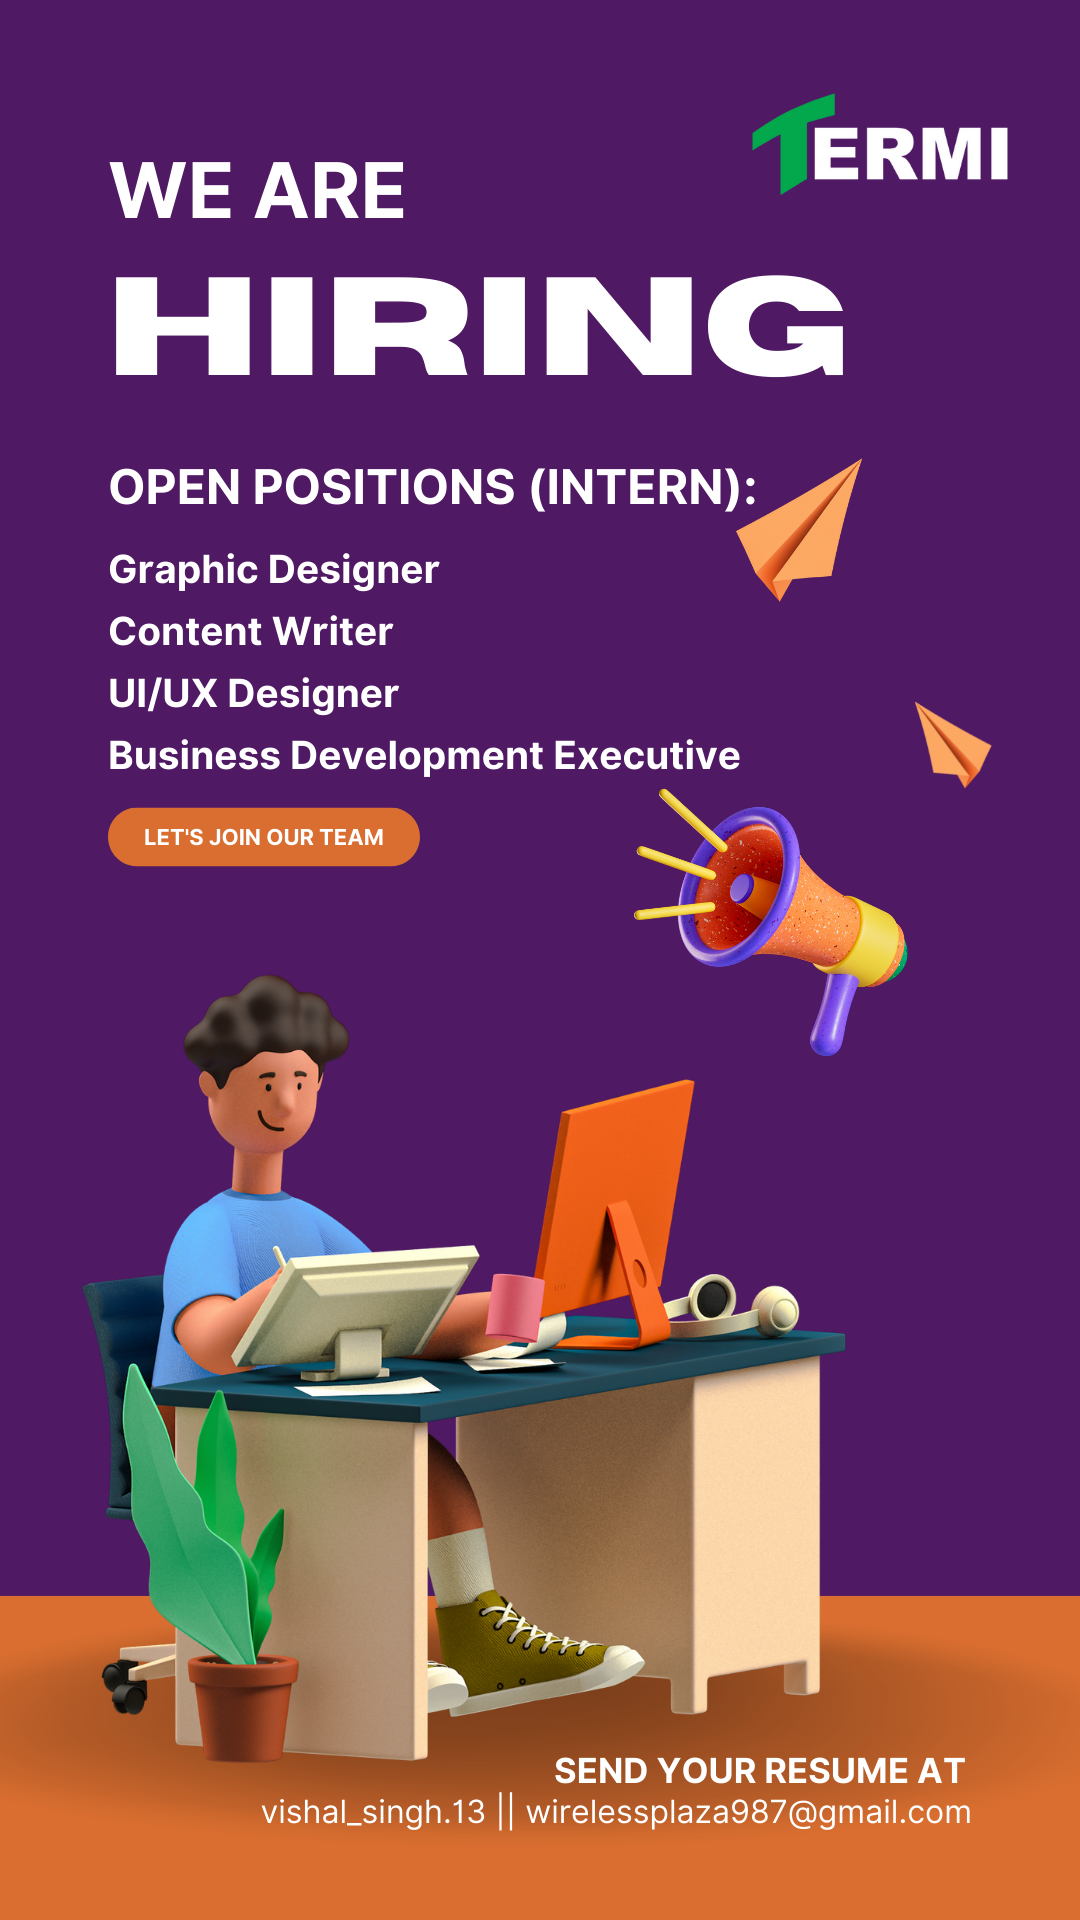 TERMI
WE ARE
HIRING
OPEN POSITIONS (INTERN):
Graphic Designer
Content Writer
UI/UX Designer
Business Development Executive
LET'S JOIN OUR TEAM
SEND YOUR RESUME AT
vishal_singh.13 || wirelessplaza987@gmail.com